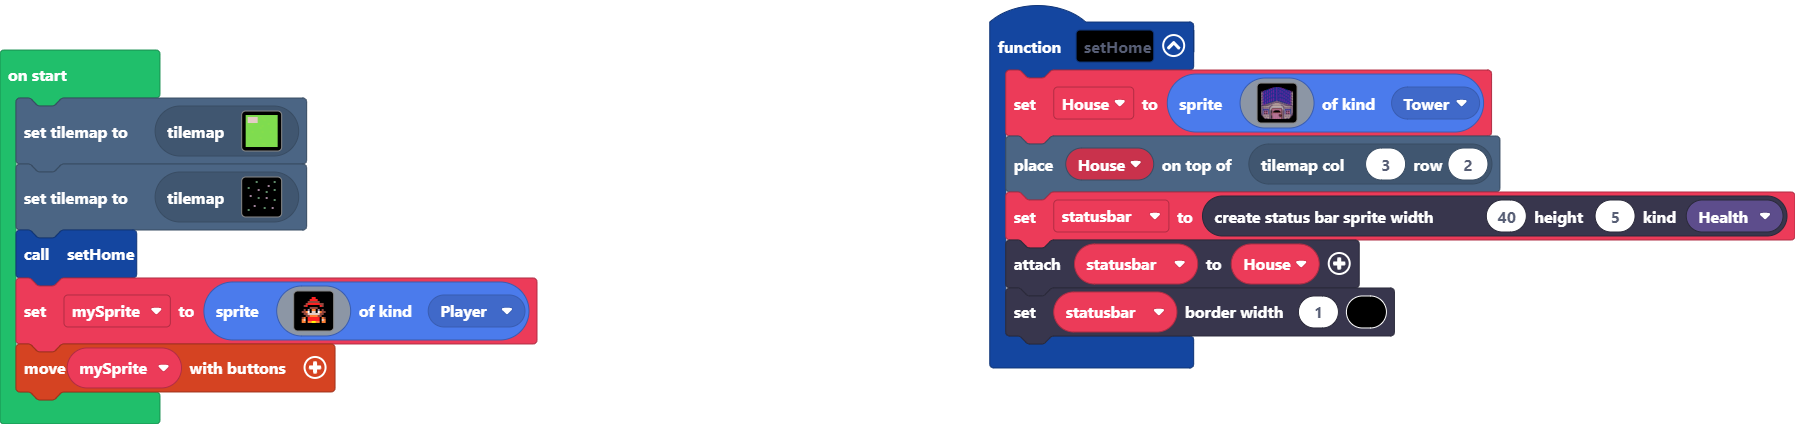 on start
set tilemap to tilemap
set tilemap to tilemap
call setHome
set mySprite to sprite of kind Player
move mySprite with buttons
function setHome
set House to sprite of kind Tower
place House on top of tilemap col 3 row 2
set statusbar to create status bar sprite width 40 height 5 kind Health
attach statusbar to House
set statusbar border width 1